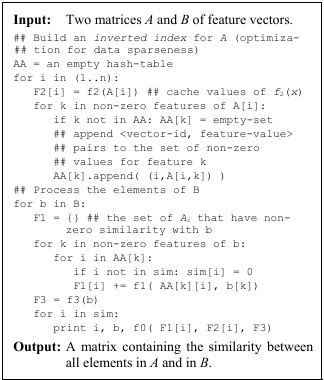 Input: Two matrices A and B of feature vectors.
## Build an inverted index for A (optimiza-
## tion for data sparseness)
AA = an empty hash-table
for i in (1..n):
F2[i] = f2(A[i]) ## cache values of f2(x)
for k in non-zero features of A[i]:
if k not in AA: AA[k] = empty-set
## append <vector-id, feature-value>
## pairs to the set of non-zero
## values for feature k
AA[k].append( (i,A[i,k]) )
## Process the elements of B
for b in B:
F1 = {} ## the set of Ai that have non-
zero similarity with b
for k in non-zero features of b:
for i in AA[k]:
if i not in sim: sim[i] = 0
F1[i] += f1( AA[k][i], b[k])
F3 = f3(b)
for i in sim:
print i, b, f0( F1[i], F2[i], F3)
Output: A matrix containing the similarity between
all elements in A and in B.